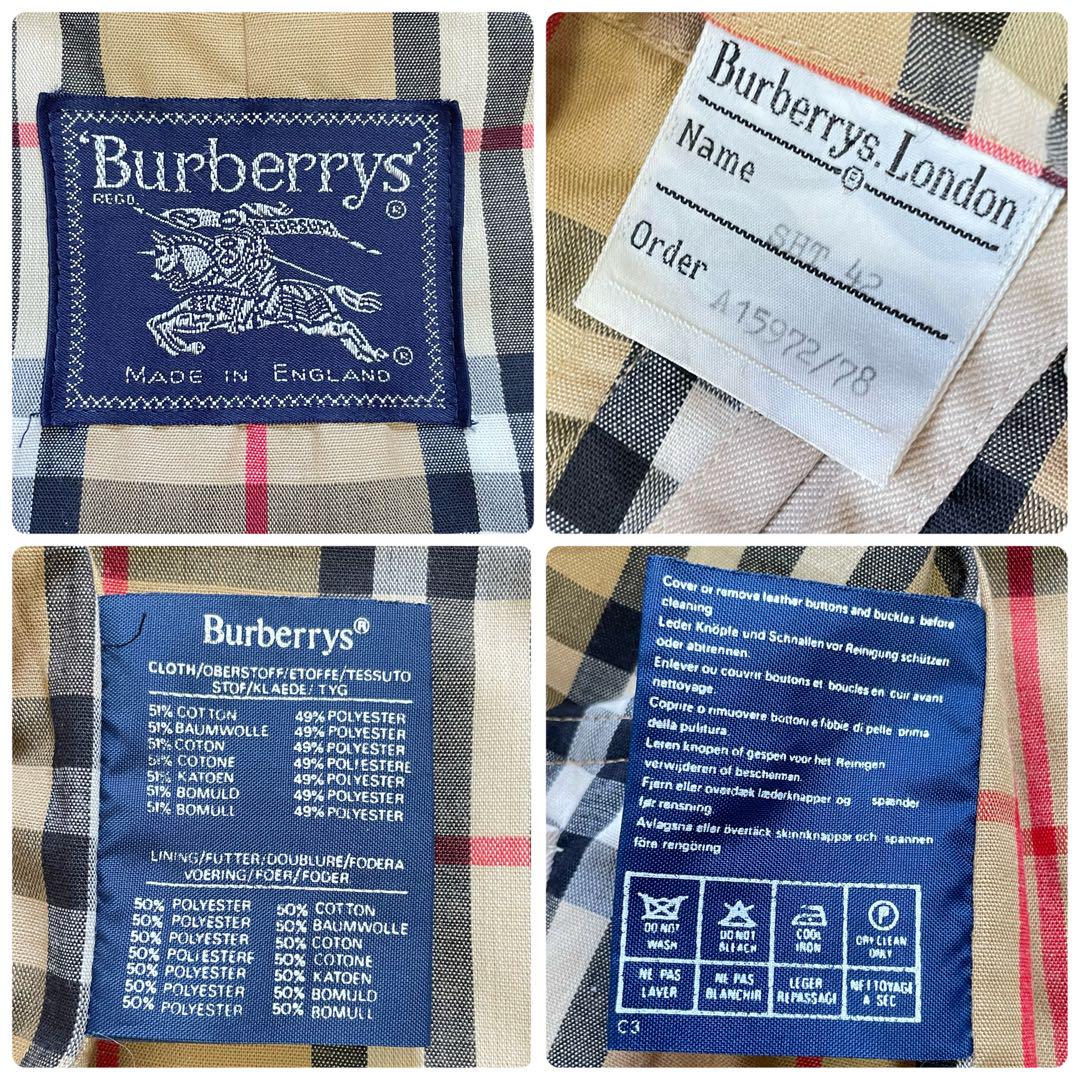 'Burberrys'
REGD.
®
PRORSUM
®
MADE IN ENGLAND
Burberrys. London
®
Name
SHT 42
Order
A15972/78
Burberrys®
CLOTH/OBERSTOFF/ETOFFE/TESSUTO
STOF/KLAEDE/TYG
51% COTTON 49% POLYESTER
51% BAUMWOLLE 49% POLYESTER
51% COTON 49% POLYESTER
51% COTONE 49% POLIESTERE
51% KATOEN 49% POLYESTER
51% BOMULD 49% POLYESTER
51% BOMULL 49% POLYESTER
LINING/FUTTER/DOUBLURE/FODERA
VOERING/FOER/FODER
50% POLYESTER 50% COTTON
50% POLYESTER 50% BAUMWOLLE
50% POLYESTER 50% COTON
50% POLIESTERE 50% COTONE
50% POLYESTER 50% KATOEN
50% POLYESTER 50% BOMULD
50% POLYESTER 50% BOMULL
Cover or remove leather buttons and buckles before
cleaning
Leder Knöpfe und Schnallen vor Reinigung schützen
oder abtrennen.
Enlever ou couvrir boutons et boucles en cuir avant
nettoyage.
Coprire o rimuovere bottoni e fibbie di pelle prima
della pulitura
Leren knopen of gespen voor het Reinigen
verwijderen of beschermen.
Fjern eller overdæk læderknapper og spænder
før rensning
Avlagsna eller övertäck skinnknappar och spannen
före rengöring
DO NOT WASH
DO NOT BLEACH
COOL IRON
P
DRY CLEAN ONLY
NE PAS LAVER
NE PAS BLANCHIR
LEGER REPASSAGE
NETTOYAGE A SEC
C3